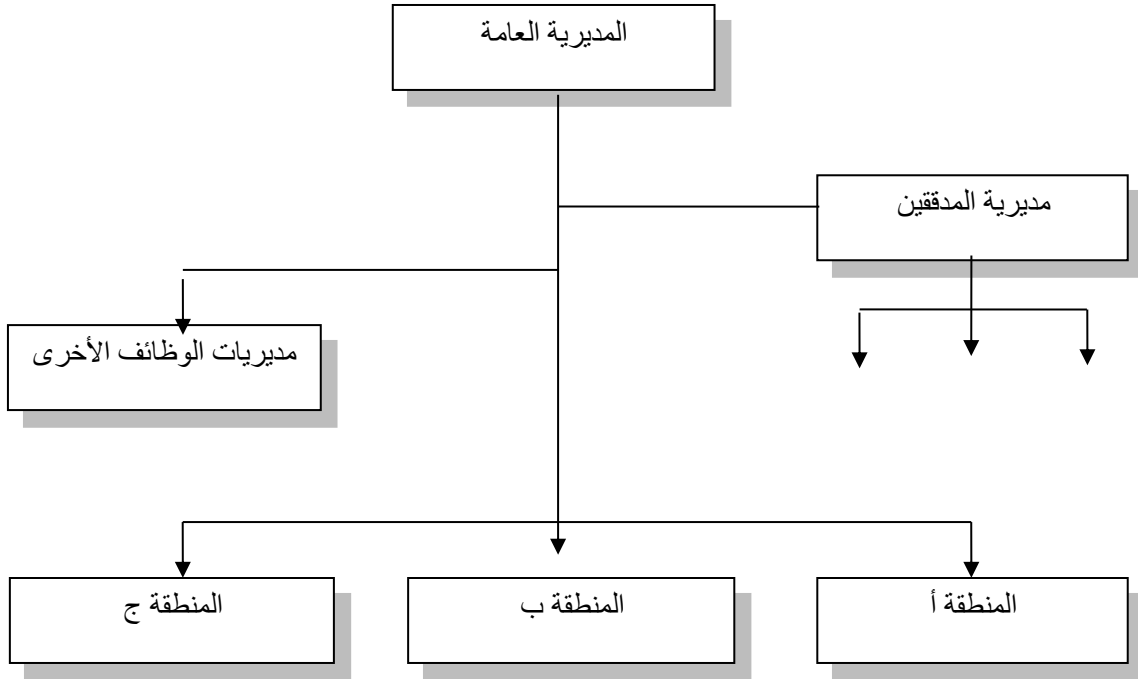 المديرية العامة
مديرية المدققين
مديريات الوظائف الأخرى
المنطقة أ
المنطقة ب
المنطقة ج